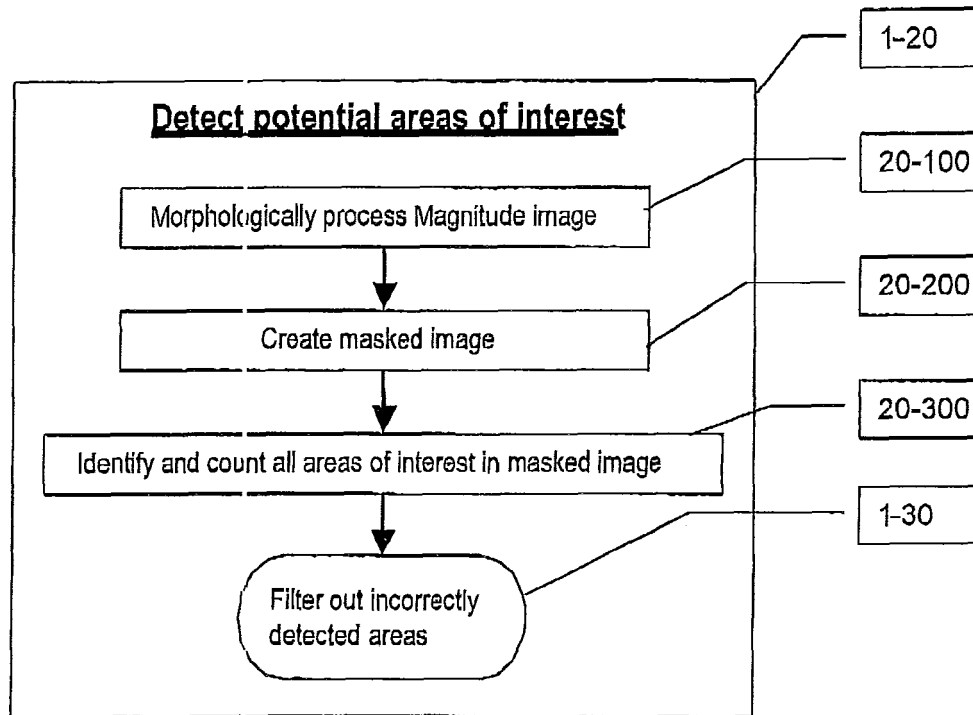 1-20
Detect potential areas of interest
20-100
Morphologically process Magnitude image
20-200
Create masked image
20-300
Identify and count all areas of interest in masked image
1-30
Filter out incorrectly
detected areas